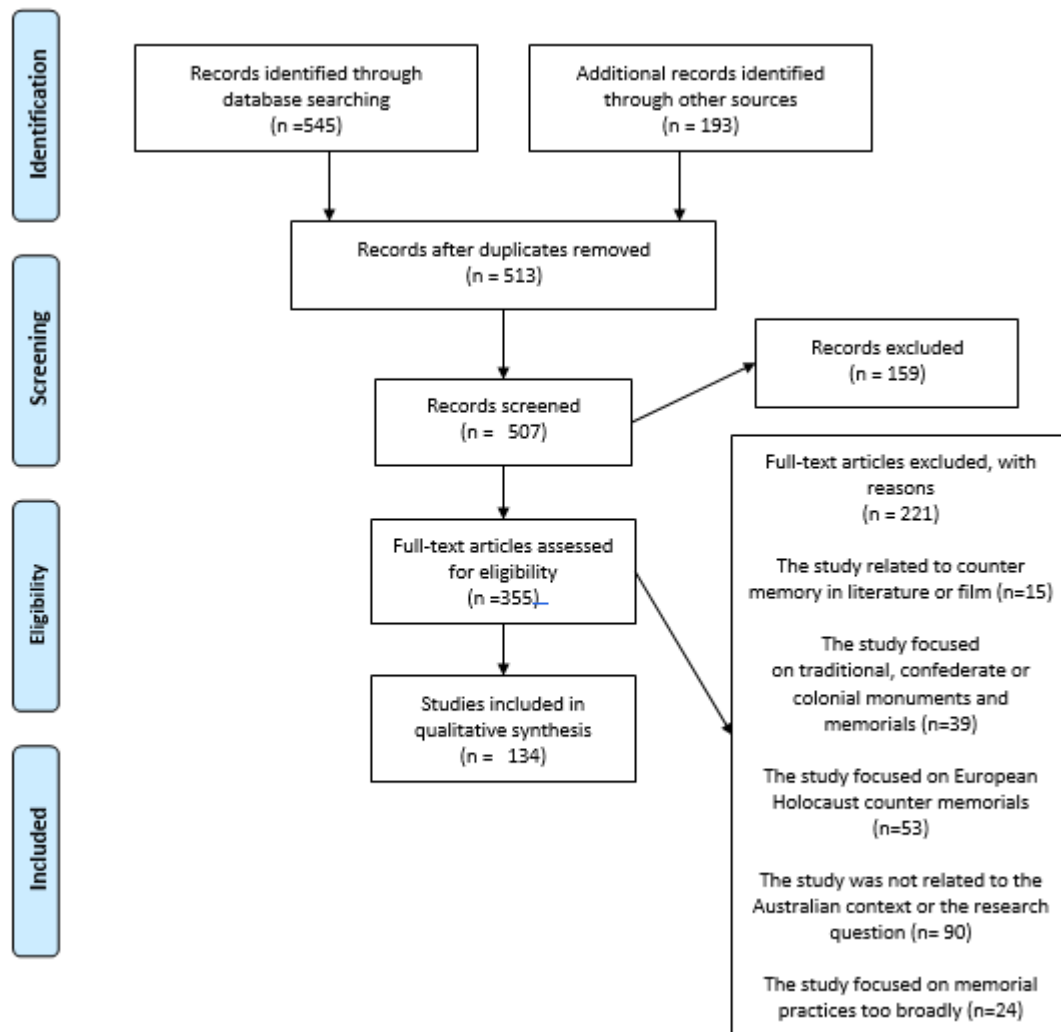 Identification
Records identified through
database searching
(n =545)
Additional records identified
through other sources
(n = 193)
Records after duplicates removed
(n = 513)
Screening
Records screened
(n =   507)
Records excluded
(n = 159)
Eligibility
Full-text articles assessed
for eligibility
(n =355)
Full-text articles excluded, with
reasons
(n = 221)
The study related to counter
memory in literature or film (n=15)
The study focused
on traditional, confederate or
colonial monuments and
memorials (n=39)
The study focused on European
Holocaust counter memorials
(n=53)
The study was not related to the
Australian context or the research
question (n= 90)
The study focused on memorial
practices too broadly (n=24)
Included
Studies included in
qualitative synthesis
(n =   134)